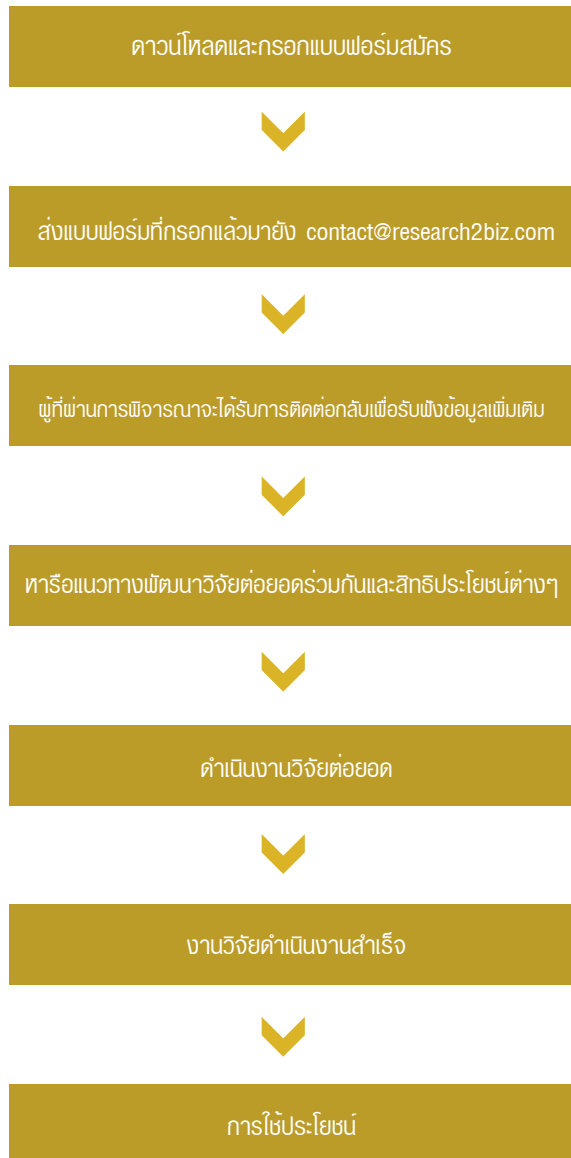 ดาวน์โหลดและกรอกแบบฟอร์มสมัคร
ส่งแบบฟอร์มที่กรอกแล้วมายัง contact@research2biz.com
ผู้ที่ผ่านการพิจารณาจะได้รับการติดต่อกลับเพื่อรับฟังข้อมูลเพิ่มเติม
หารือแนวทางพัฒนาวิจัยต่อยอดร่วมกันและสิทธิประโยชน์ต่างๆ
ดำเนินงานวิจัยต่อยอด
งานวิจัยดำเนินงานสำเร็จ
การใช้ประโยชน์